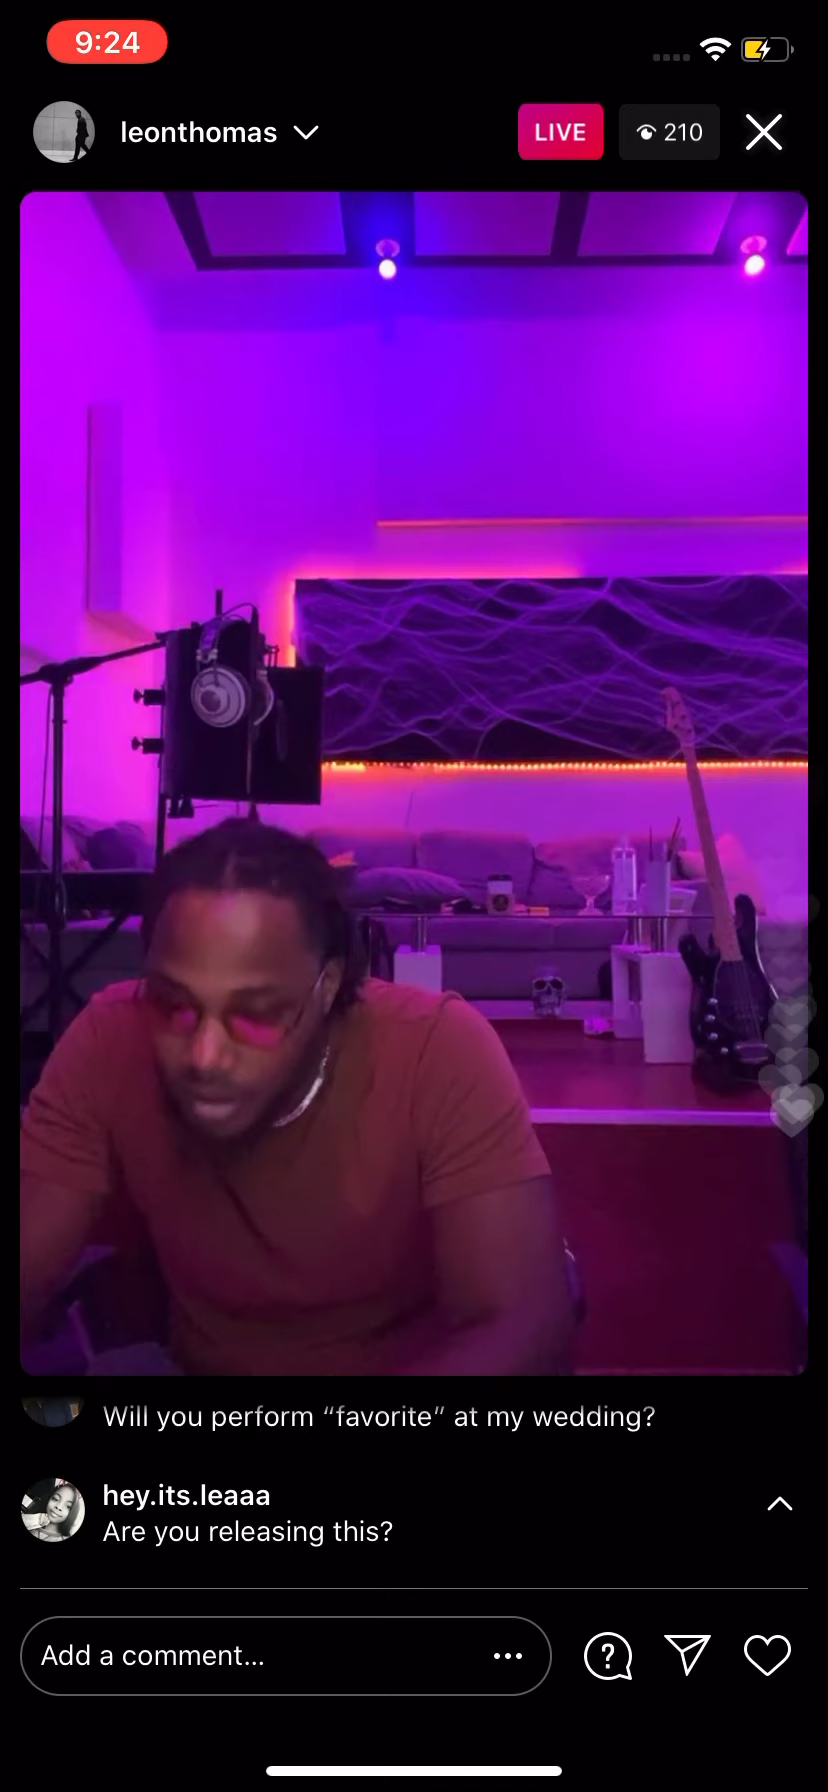 9:24
leonthomas
LIVE
210
Will you perform “favorite” at my wedding?
hey.its.leaaa
Are you releasing this?
Add a comment...